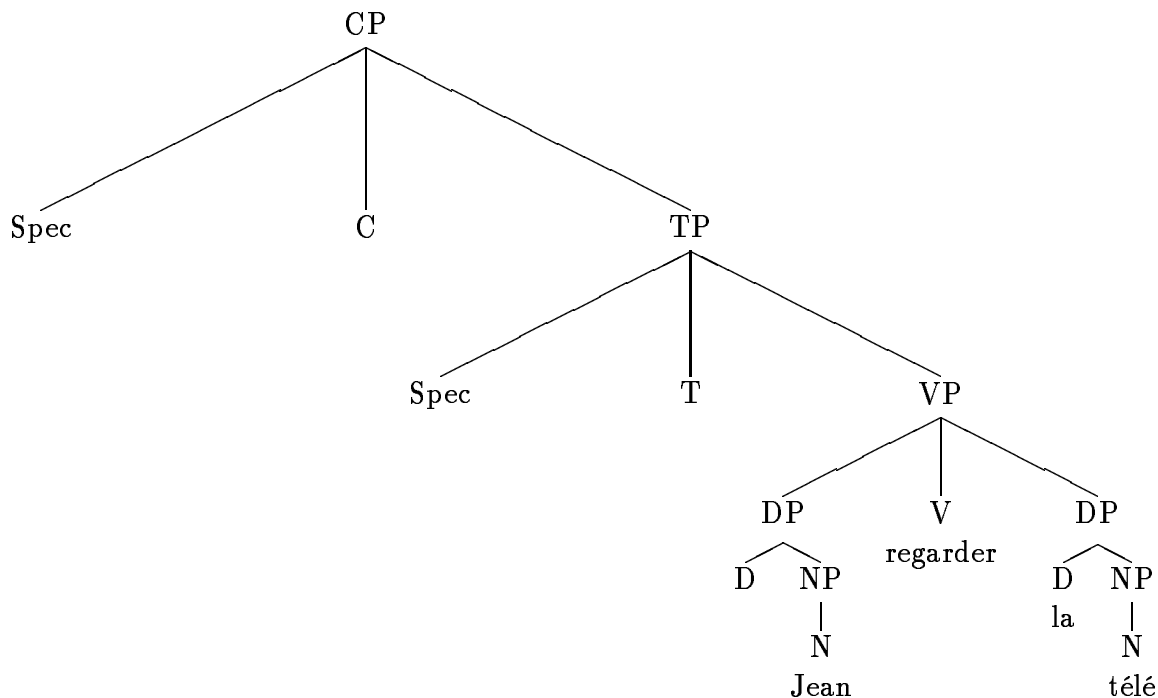 CP
Spec C TP
Spec T VP
DP V DP
regarder
D NP D NP
la
N N
Jean télé